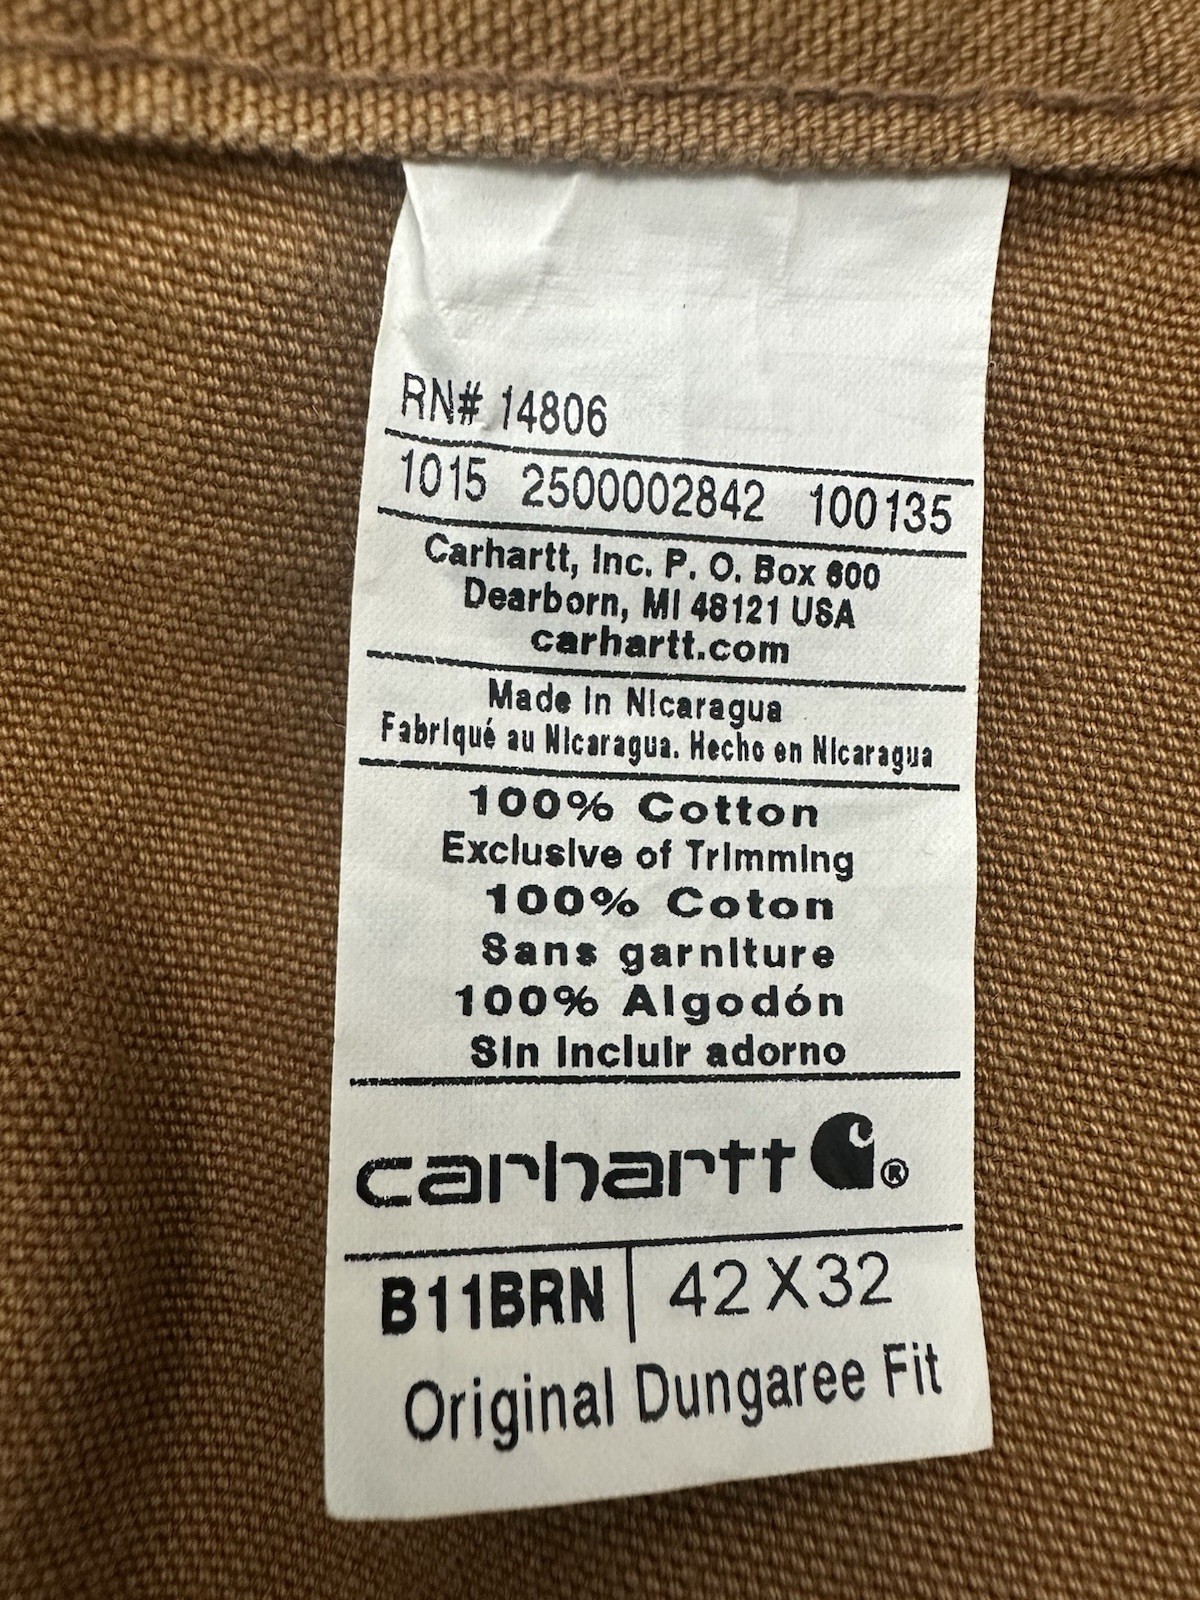 RN# 14806
1015 2500002842 100135
Carhartt, Inc. P. O. Box 600
Dearborn, MI 48121 USA
carhartt.com
Made in Nicaragua
Fabriqué au Nicaragua. Hecho en Nicaragua
100% Cotton
Exclusive of Trimming
100% Coton
Sans garniture
100% Algodón
Sin incluir adorno
carhartt ®
B11BRN | 42 X 32
Original Dungaree Fit